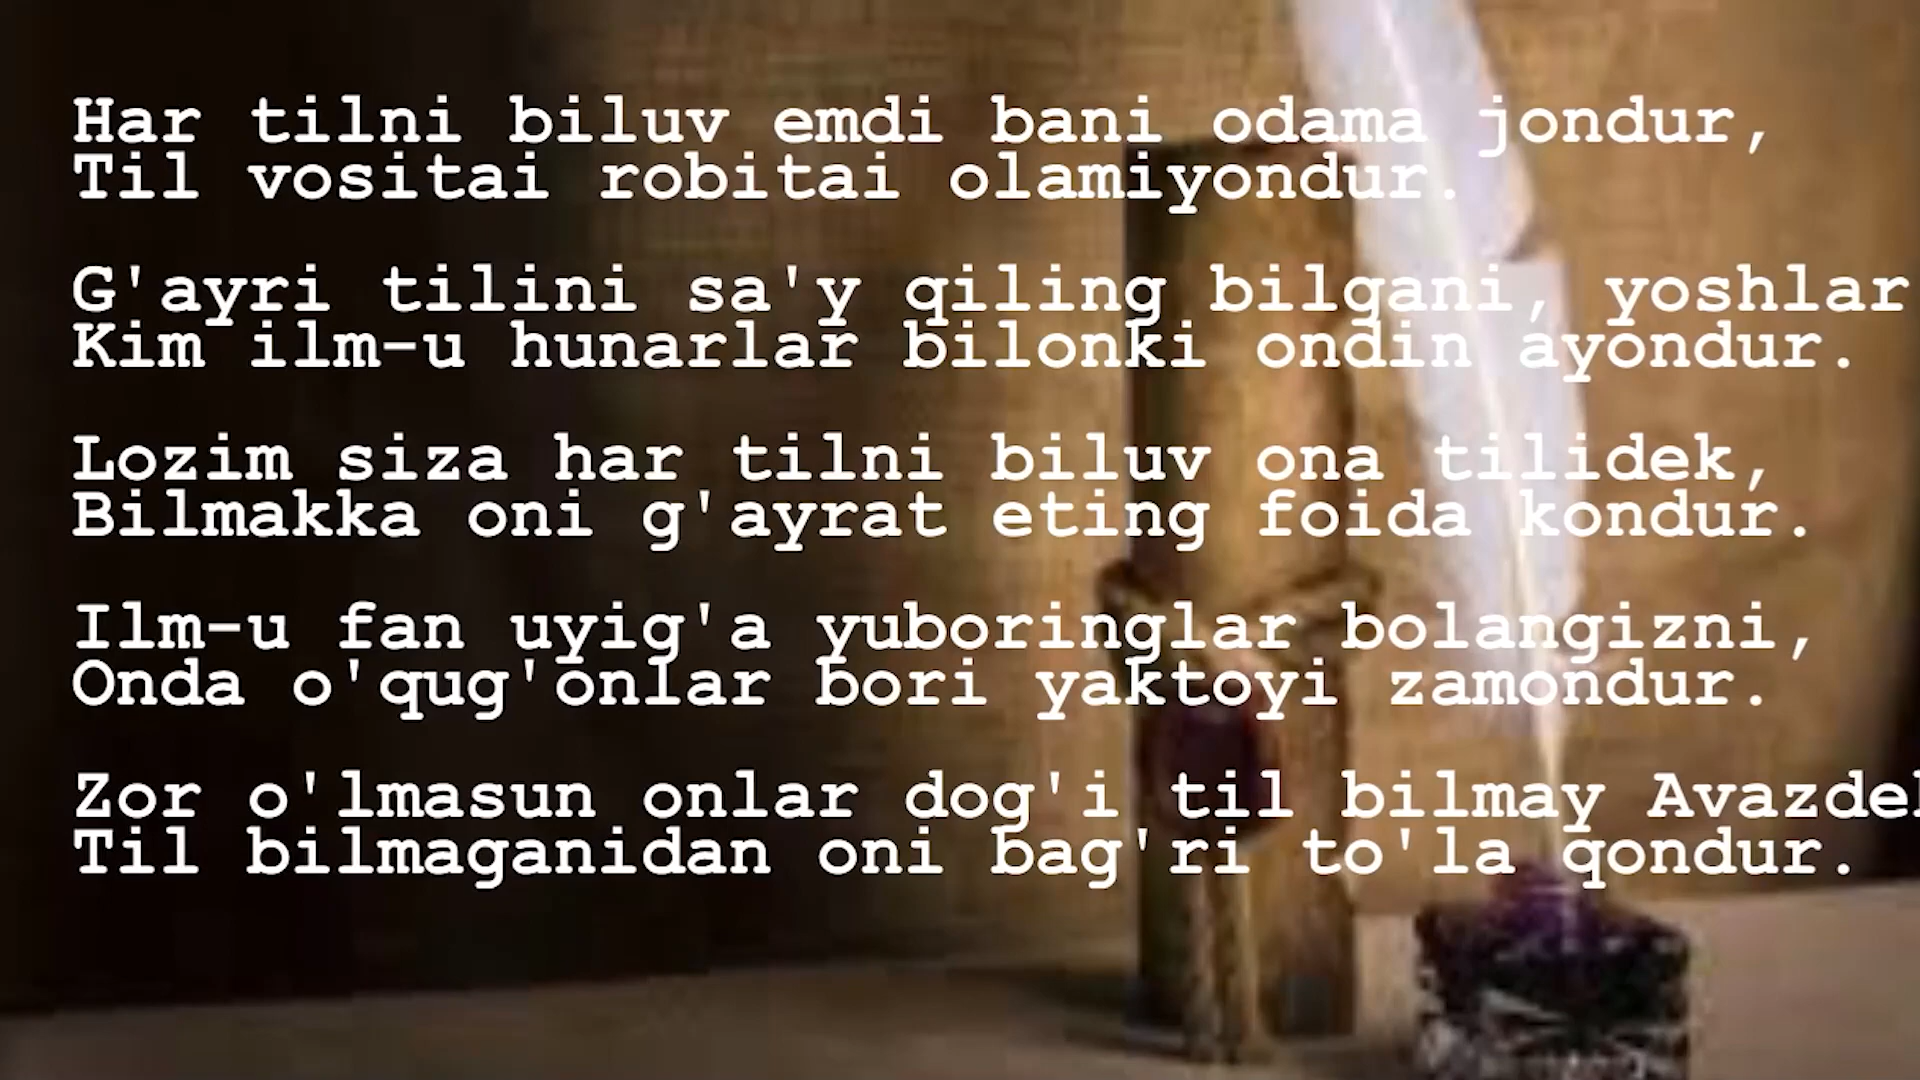 Har tilni biluv emdi bani odama jondur,
Til vositai robitai olamiyondur.
G'ayri tilini sa'y qiling bilgani, yoshlar
Kim ilm-u hunarlar bilonki ondin ayondur.
Lozim siza har tilni biluv ona tilidek,
Bilmakka oni g'ayrat eting foida kondur.
Ilm-u fan uyig'a yuboringlar bolangizni,
Onda o'qug'onlar bori yaktoyi zamondur.
Zor o'lmasun onlar dog'i til bilmay Avazdek
Til bilmaganidan oni bag'ri to'la qondur.